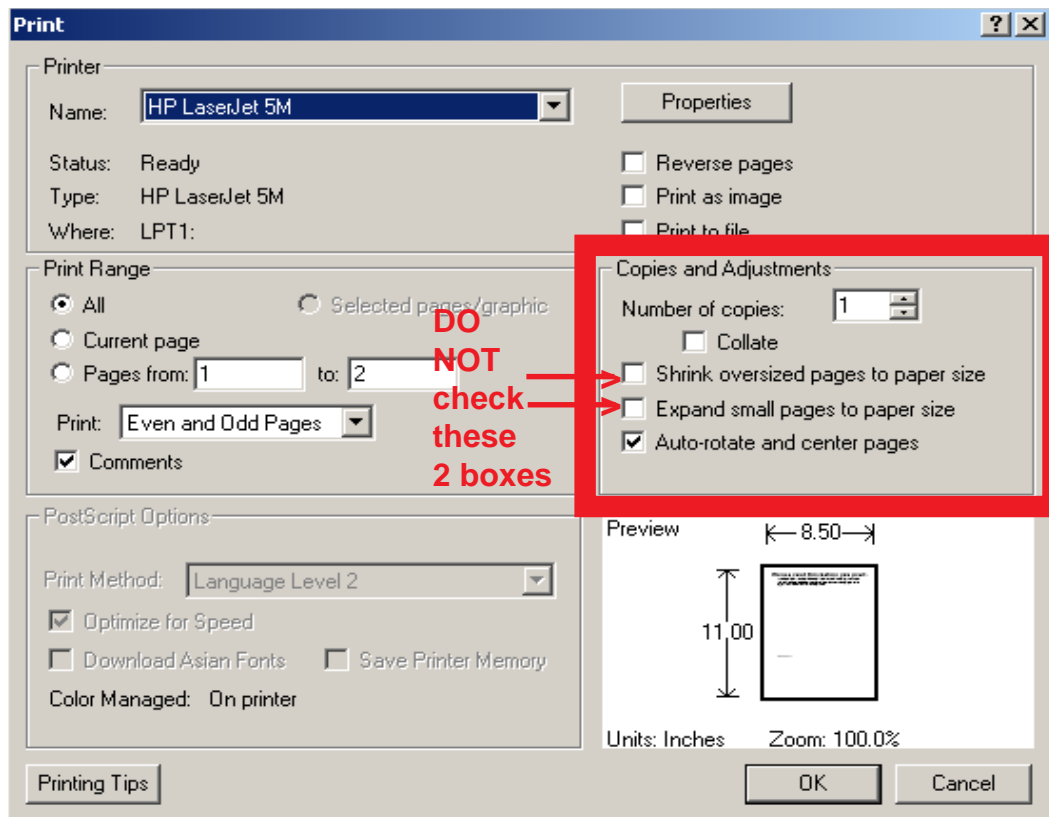 Print
Printer
Name: HP LaserJet 5M Properties
Status: Ready Reverse pages
Type: HP LaserJet 5M Print as image
Where: LPT1: Print to file
Print Range
All Selected pages/graphic
Current page
Pages from: 1 to: 2
Print: Even and Odd Pages
Comments
DO
NOT
check
these
2 boxes
Copies and Adjustments
Number of copies: 1
Collate
Shrink oversized pages to paper size
Expand small pages to paper size
Auto-rotate and center pages
PostScript Options
Print Method: Language Level 2
Optimize for Speed
Download Asian Fonts Save Printer Memory
Color Managed: On printer
Preview
8.50
11.00
Units: Inches Zoom: 100.0%
Printing Tips OK Cancel